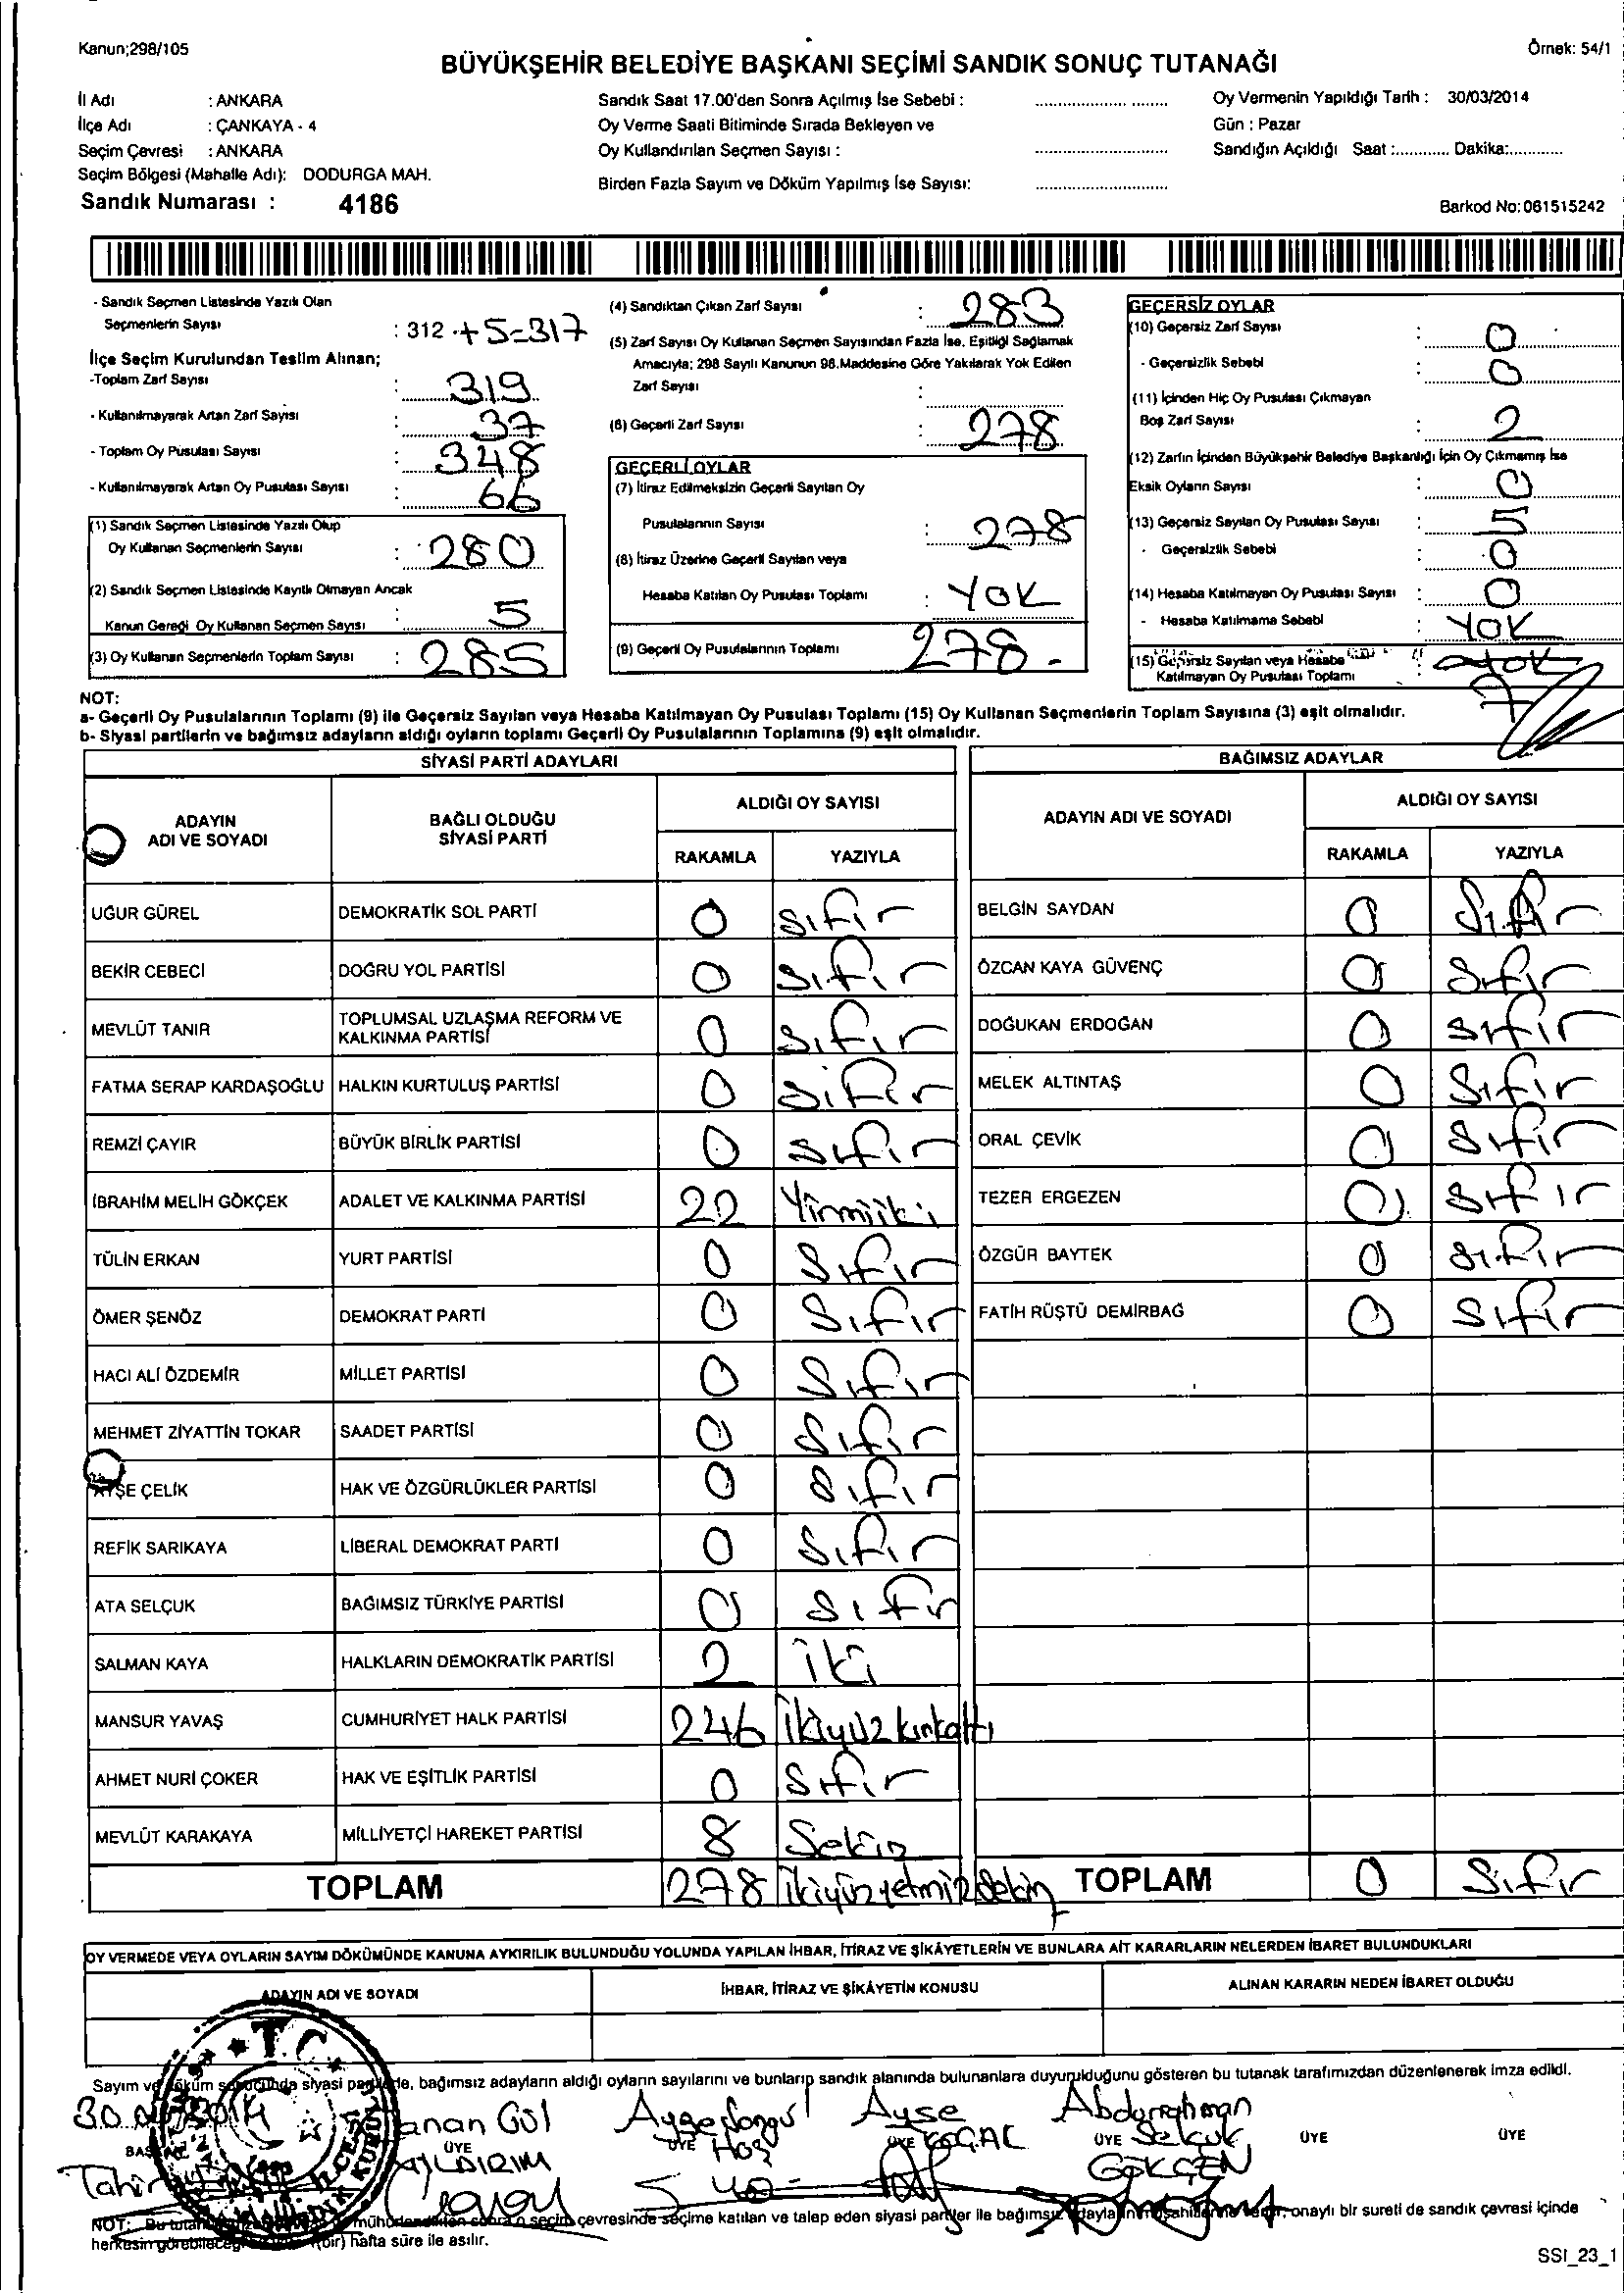 Kanun;298/105
Örnek: 54/1
BÜYÜKŞEHİR BELEDİYE BAŞKANI SEÇİMİ SANDIK SONUÇ TUTANAĞI
İl Adı : ANKARA
İlçe Adı : ÇANKAYA - 4
Seçim Çevresi : ANKARA
Seçim Bölgesi (Mahalle Adı): DODURGA MAH.
Sandık Numarası : 4186
Sandık Saat 17.00'den Sonra Açılmış İse Sebebi :
Oy Verme Saati Bitiminde Sırada Bekleyen ve
Oy Kullandırılan Seçmen Sayısı :
Birden Fazla Sayım ve Döküm Yapılmış İse Sayısı:
Oy Vermenin Yapıldığı Tarih : 30/03/2014
Gün : Pazar
Sandığın Açıldığı Saat :............ Dakika:............
Barkod No: 061515242
- Sandık Seçmen Listesinde Yazılı Olan
Seçmenlerin Sayısı : 312 +5=317
İlçe Seçim Kurulundan Teslim Alınan;
-Toplam Zarf Sayısı : 319
- Kullanılmayarak Artan Zarf Sayısı : 37
- Toplam Oy Pusulası Sayısı : 348
- Kullanılmayarak Artan Oy Pusulası Sayısı : 66
(1) Sandık Seçmen Listesinde Yazılı Olup
Oy Kullanan Seçmenlerin Sayısı : 280
(2) Sandık Seçmen Listesinde Kayıtlı Olmayan Ancak
Kanun Gereği Oy Kullanan Seçmen Sayısı : 5
(3) Oy Kullanan Seçmenlerin Toplam Sayısı : 285
(4) Sandıktan Çıkan Zarf Sayısı : 283
(5) Zarf Sayısı Oy Kullanan Seçmen Sayısından Fazla İse, Eşitliği Sağlamak
Amacıyla; 298 Sayılı Kanunun 98.Maddesine Göre Yakılarak Yok Edilen
Zarf Sayısı :
(6) Geçerli Zarf Sayısı : 278
GEÇERLİ OYLAR
(7) İtiraz Edilmeksizin Geçerli Sayılan Oy
Pusulalarının Sayısı : 278
(8) İtiraz Üzerine Geçerli Sayılan veya
Hesaba Katılan Oy Pusulası Toplamı : YOK
(9) Geçerli Oy Pusulalarının Toplamı 278.-
GEÇERSİZ OYLAR
(10) Geçersiz Zarf Sayısı : 0
- Geçersizlik Sebebi : 0
(11) İçinden Hiç Oy Pusulası Çıkmayan
Boş Zarf Sayısı : 2
(12) Zarfın İçinden Büyükşehir Belediye Başkanlığı İçin Oy Çıkmamış İse
Eksik Oyların Sayısı : 0
(13) Geçersiz Sayılan Oy Pusulası Sayısı : 5
- Geçersizlik Sebebi : 0
(14) Hesaba Katılmayan Oy Pusulası Sayısı : 0
- Hesaba Katılmama Sebebi : YOK
(15) Geçersiz Sayılan veya Hesaba
Katılmayan Oy Pusulası Toplamı : YOK 7
NOT:
a- Geçerli Oy Pusulalarının Toplamı (9) ile Geçersiz Sayılan veya Hesaba Katılmayan Oy Pusulası Toplamı (15) Oy Kullanan Seçmenlerin Toplam Sayısına (3) eşit olmalıdır.
b- Siyasi partilerin ve bağımsız adayların aldığı oyların toplamı Geçerli Oy Pusulalarının Toplamına (9) eşit olmalıdır.
SİYASİ PARTİ ADAYLARI
ADAYIN ADI VE SOYADI
BAĞLI OLDUĞU SİYASİ PARTİ
ALDIĞI OY SAYISI
RAKAMLA YAZIYLA
UĞUR GÜREL DEMOKRATİK SOL PARTİ 0 sıfır
BEKİR CEBECİ DOĞRU YOL PARTİSİ 0 sıfır
MEVLÜT TANIR TOPLUMSAL UZLAŞMA REFORM VE KALKINMA PARTİSİ 0 sıfır
FATMA SERAP KARDAŞOĞLU HALKIN KURTULUŞ PARTİSİ 0 sıfır
REMZİ ÇAYIR BÜYÜK BİRLİK PARTİSİ 0 sıfır
İBRAHİM MELİH GÖKÇEK ADALET VE KALKINMA PARTİSİ 22 Yirmiiki
TÜLİN ERKAN YURT PARTİSİ 0 sıfır
ÖMER ŞENÖZ DEMOKRAT PARTİ 0 sıfır
HACI ALİ ÖZDEMİR MİLLET PARTİSİ 0 sıfır
MEHMET ZİYATTİN TOKAR SAADET PARTİSİ 0 sıfır
AYŞE ÇELİK HAK VE ÖZGÜRLÜKLER PARTİSİ 0 sıfır
REFİK SARIKAYA LİBERAL DEMOKRAT PARTİ 0 sıfır
ATA SELÇUK BAĞIMSIZ TÜRKİYE PARTİSİ 0 sıfır
SALMAN KAYA HALKLARIN DEMOKRATİK PARTİSİ 2 iki
MANSUR YAVAŞ CUMHURİYET HALK PARTİSİ 246 ikiyüzkırkaltı
AHMET NURİ ÇOKER HAK VE EŞİTLİK PARTİSİ 0 sıfır
MEVLÜT KARAKAYA MİLLİYETÇİ HAREKET PARTİSİ 8 Sekiz
TOPLAM 278 ikiyüzyetmişsekiz
BAĞIMSIZ ADAYLAR
ADAYIN ADI VE SOYADI
ALDIĞI OY SAYISI
RAKAMLA YAZIYLA
BELGİN SAYDAN 0 sıfır
ÖZCAN KAYA GÜVENÇ 0 sıfır
DOĞUKAN ERDOĞAN 0 sıfır
MELEK ALTINTAŞ 0 sıfır
ORAL ÇEVİK 0 sıfır
TEZER ERGEZEN 0 sıfır
ÖZGÜR BAYTEK 0 sıfır
FATİH RÜŞTÜ DEMİRBAĞ 0 sıfır
TOPLAM 0 sıfır
OY VERMEDE VEYA OYLARIN SAYIM DÖKÜMÜNDE KANUNA AYKIRILIK BULUNDUĞU YOLUNDA YAPILAN İHBAR, İTİRAZ VE ŞİKÂYETLERİN VE BUNLARA AİT KARARLARIN NELERDEN İBARET BULUNDUKLARI
ADAYIN ADI VE SOYADI
İHBAR, İTİRAZ VE ŞİKÂYETİN KONUSU
ALINAN KARARIN NEDEN İBARET OLDUĞU
Sayım ve döküm sonucunda siyasi partilerle, bağımsız adayların aldığı oyların sayılarını ve bunların sandık alanında bulunanlara duyurulduğunu gösteren bu tutanak tarafımızdan düzenlenerek imza edildi.
T.C.
Canan Gül Ayşe Songül Ayşe Abdurrahman
ÜYE ÜYE ÜYE ÜYE ÜYE ÜYE
YILDIRIM HOŞ KOÇAL Selçuk
Tahir GÖKÇEN
NOT: mühürlendikten sonra o seçim çevresinde seçime katılan ve talep eden siyasi partiler ile bağımsız onaylı bir sureti de sandık çevresi içinde
herkesin görebileceği (bir) hafta süre ile asılır.
SSI_23_1